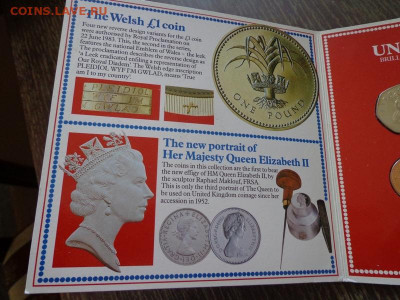 СОИНС.RU
The Welsh £1 coin
Four new reverse design variants for the £1 coin
were authorised by Royal Proclamation on
22 June 1983. This, the second in the series,
features the national Emblem of Wales – the leek.
The proclamation describes the reverse design as
'a Leek eradicated enfiling a representation of
Our Royal Diadem'. The Welsh edge inscription
PLEIDIOL WYF I'M GWLAD, means 'True
am I to my country'.
PLEIDIOL
GWLAD
ONE POUND
The new portrait of
Her Majesty Queen Elizabeth II
The coins in this collection are the first to bear
the new effigy of HM Queen Elizabeth II, by
the sculptor Raphael Maklouf, FRSA
This is only the third portrait of The Queen to
be used on United Kingdom coinage since her
accession in 1952.
UN
BRILL